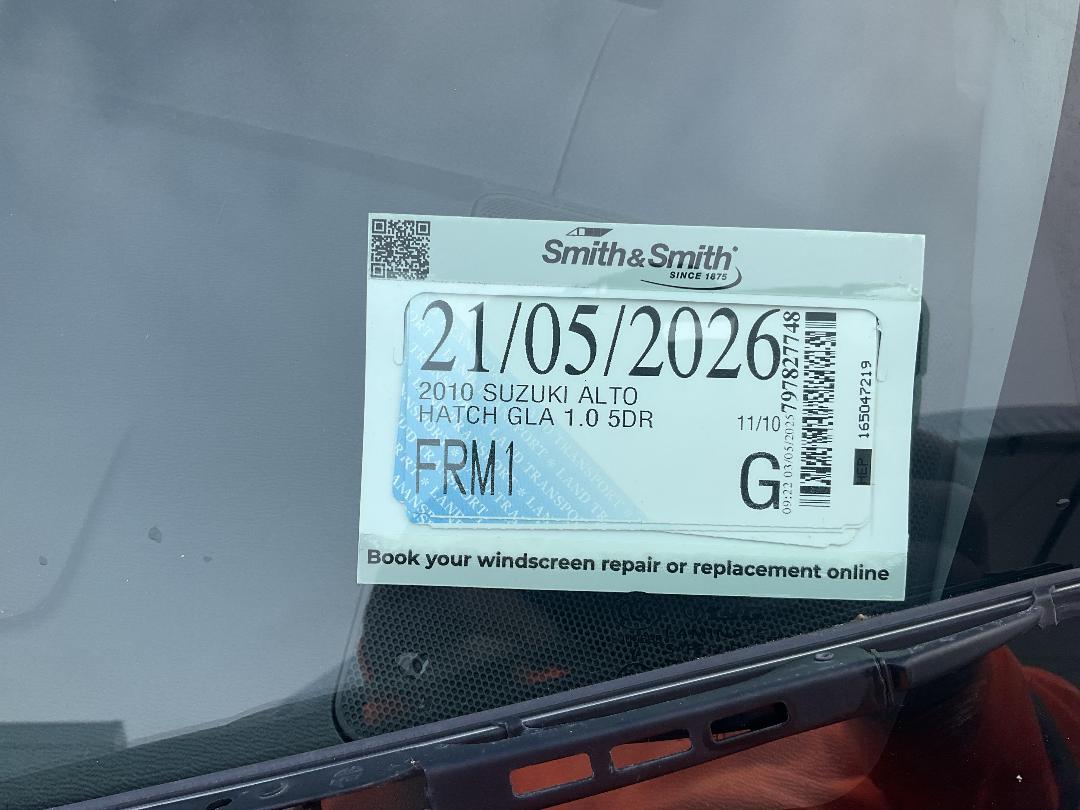 Smith&Smith
SINCE 1875
21/05/2026
2010 SUZUKI ALTO
HATCH GLA 1.0 5DR
11/10
FRM1
G
09:22 03/05/2025 797827748
HEP 165047219
Book your windscreen repair or replacement online